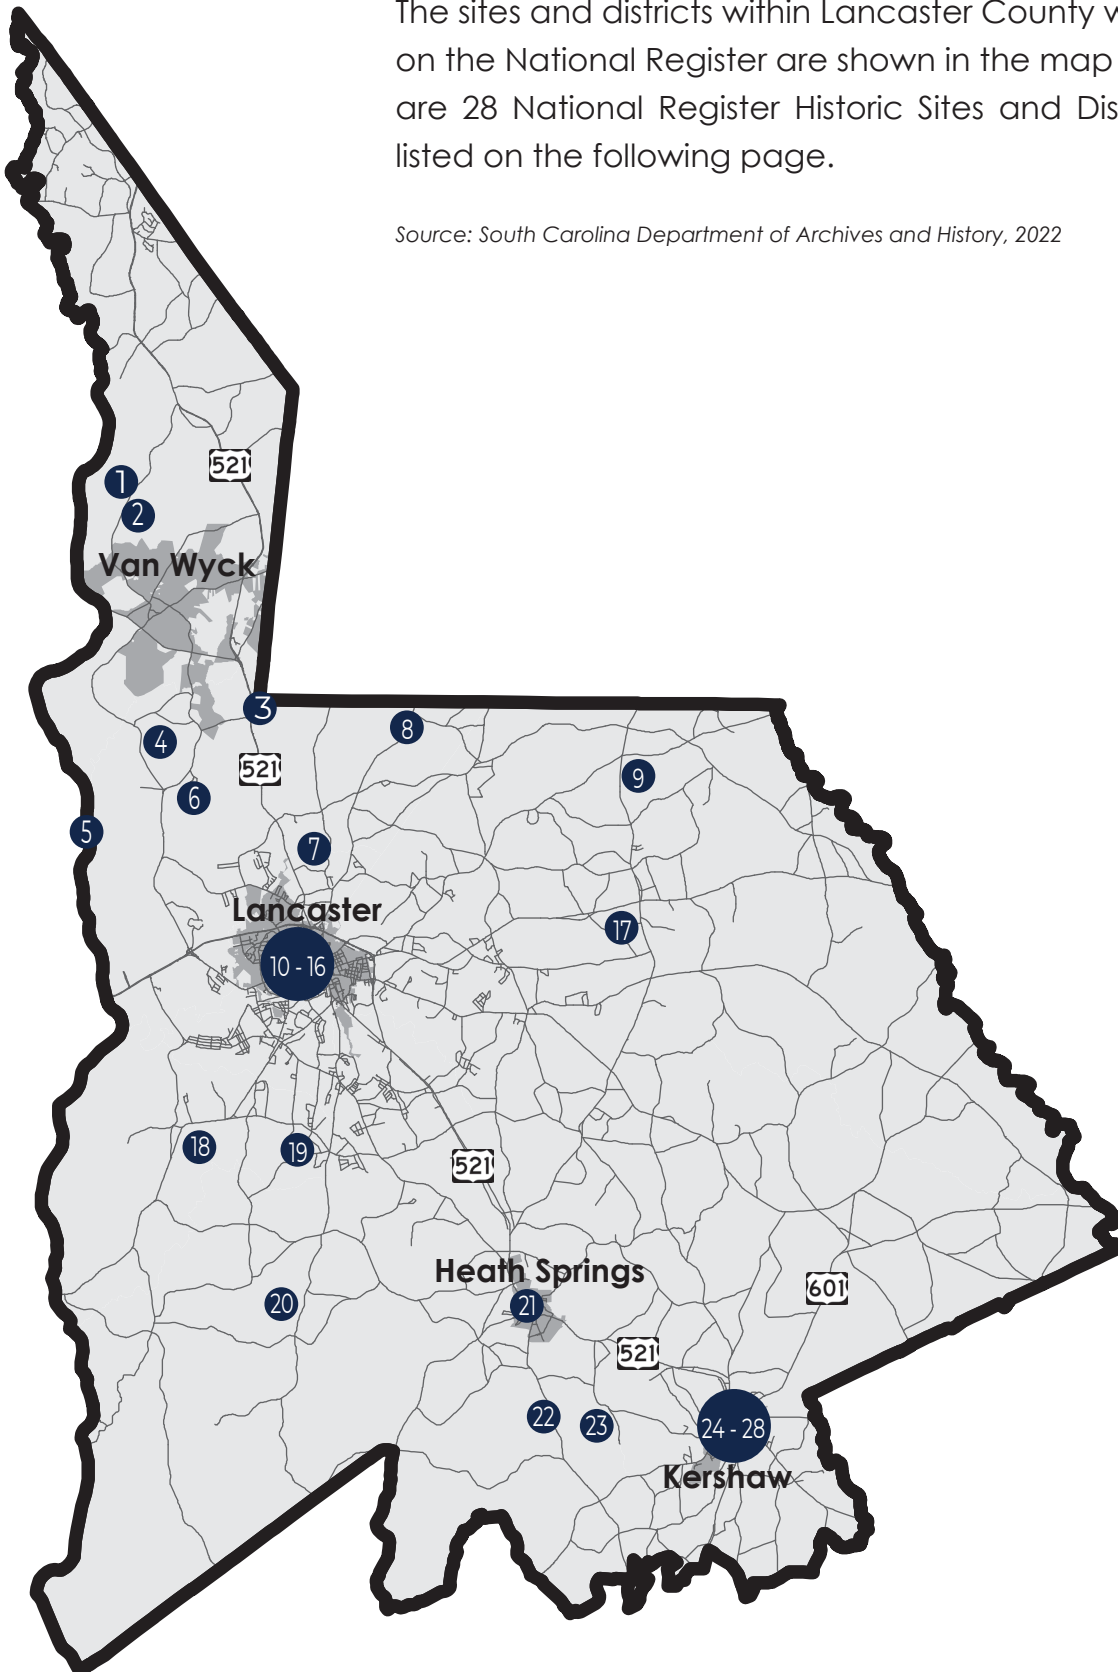 The sites and districts within Lancaster County
on the National Register are shown in the map
are 28 National Register Historic Sites and
listed on the following page.
Source: South Carolina Department of Archives and History, 2022
521
1
2
Van Wyck
3
8
4
521
9
6
5
7
Lancaster
17
10 - 16
18
19
521
Heath Springs
601
20
21
521
22
23
24 - 28
Kershaw